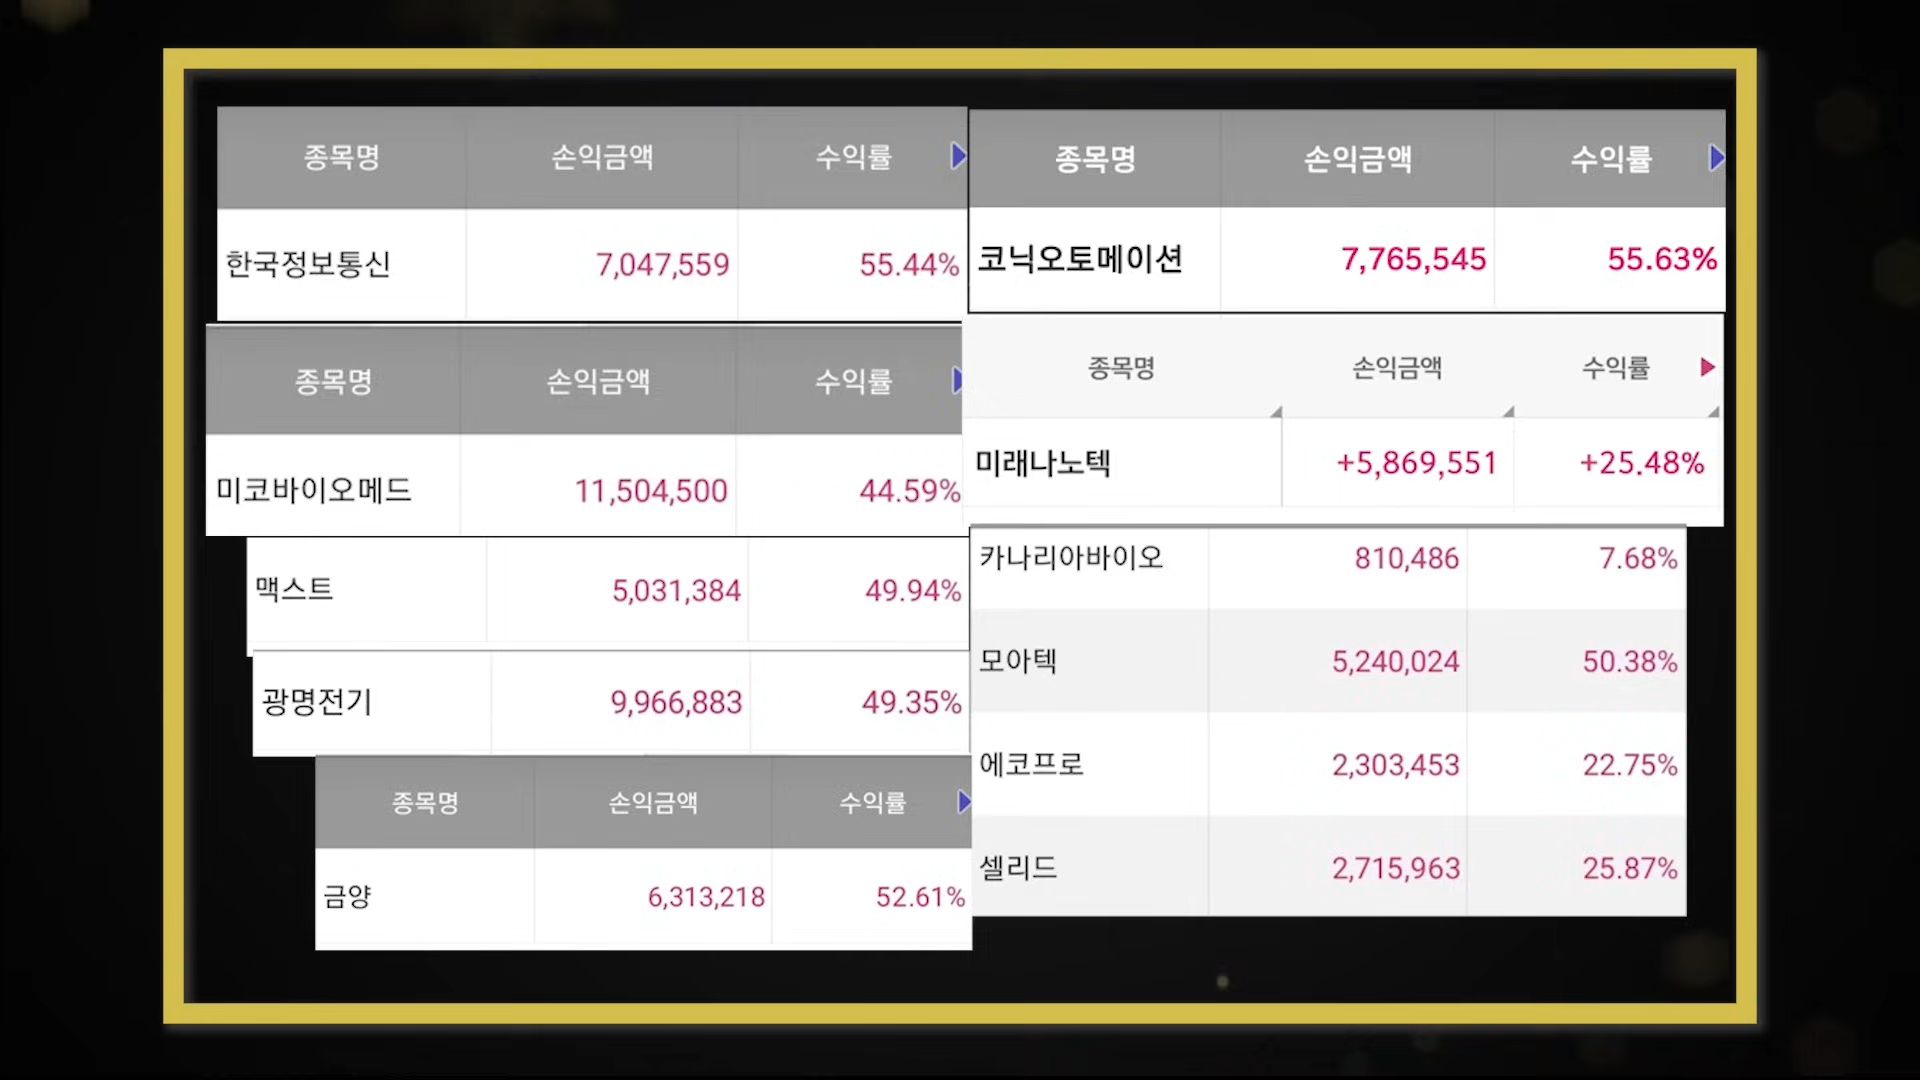 종목명 손익금액 수익률
한국정보통신 7,047,559 55.44%
종목명 손익금액 수익률
미코바이오메드 11,504,500 44.59%
맥스트 5,031,384 49.94%
광명전기 9,966,883 49.35%
종목명 손익금액 수익률
금양 6,313,218 52.61%
종목명 손익금액 수익률
코닉오토메이션 7,765,545 55.63%
종목명 손익금액 수익률
미래나노텍 +5,869,551 +25.48%
카나리아바이오 810,486 7.68%
모아텍 5,240,024 50.38%
에코프로 2,303,453 22.75%
셀리드 2,715,963 25.87%